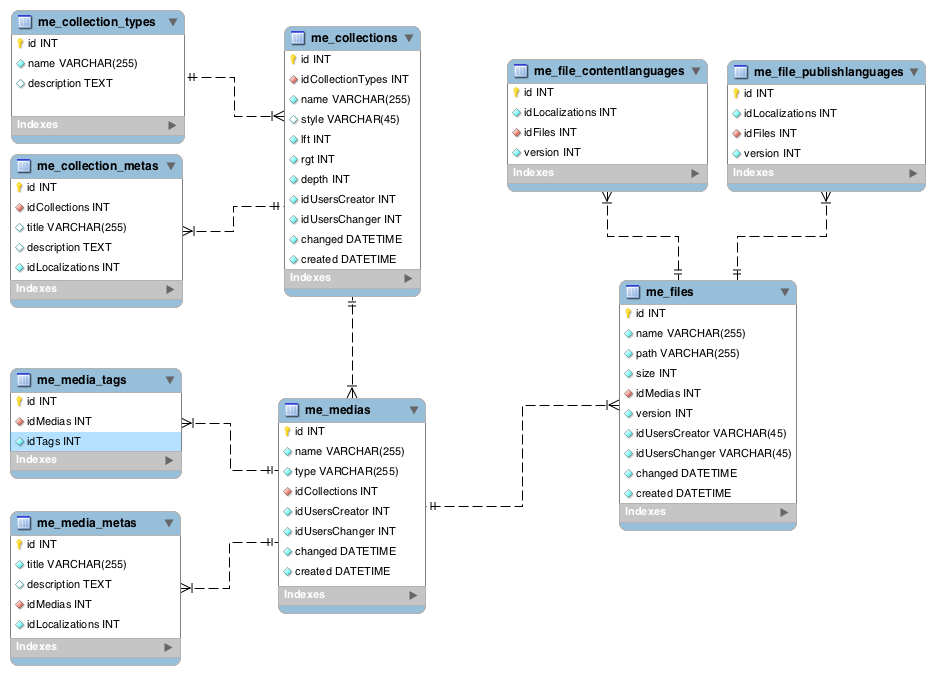 me_collection_types
id INT
name VARCHAR(255)
description TEXT
Indexes
me_collections
id INT
idCollectionTypes INT
name VARCHAR(255)
style VARCHAR(45)
lft INT
rgt INT
depth INT
idUsersCreator INT
idUsersChanger INT
changed DATETIME
created DATETIME
Indexes
me_file_contentlanguages
id INT
idLocalizations INT
idFiles INT
version INT
Indexes
me_file_publishlanguages
id INT
idLocalizations INT
idFiles INT
version INT
Indexes
me_collection_metas
id INT
idCollections INT
title VARCHAR(255)
description TEXT
idLocalizations INT
Indexes
me_files
id INT
name VARCHAR(255)
path VARCHAR(255)
size INT
idMedias INT
version INT
idUsersCreator VARCHAR(45)
idUsersChanger VARCHAR(45)
changed DATETIME
created DATETIME
Indexes
me_media_tags
id INT
idMedias INT
idTags INT
Indexes
me_medias
id INT
name VARCHAR(255)
type VARCHAR(255)
idCollections INT
idUsersCreator INT
idUsersChanger INT
changed DATETIME
created DATETIME
Indexes
me_media_metas
id INT
title VARCHAR(255)
description TEXT
idMedias INT
idLocalizations INT
Indexes